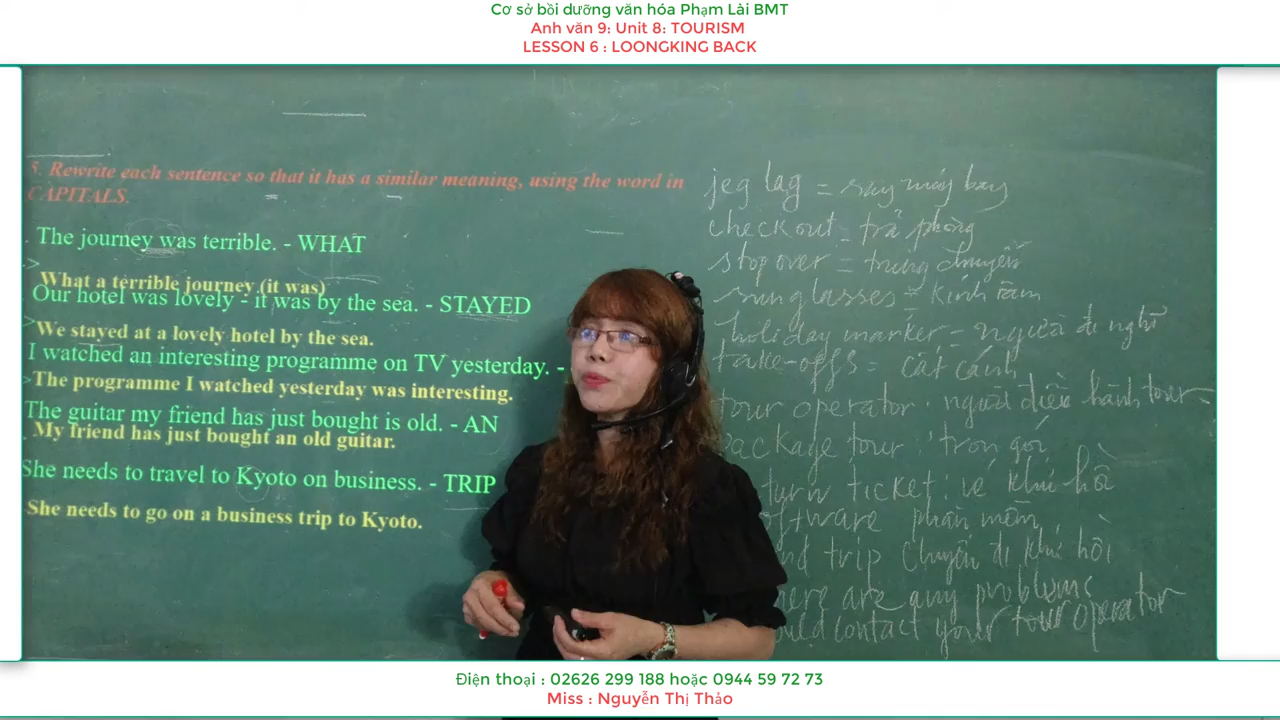 Cơ sở bồi dưỡng văn hóa Phạm Lài BMT
Anh văn 9: Unit 8: TOURISM
LESSON 6 : LOONGKING BACK
5. Rewrite each sentence so that it has a similar meaning, using the word in
CAPITALS.
The journey was terrible. - WHAT
What a terrible journey (it was)
Our hotel was lovely - it was by the sea. - STAYED
We stayed at a lovely hotel by the sea.
I watched an interesting programme on TV yesterday. -
The programme I watched yesterday was interesting.
The guitar my friend has just bought is old. - AN
My friend has just bought an old guitar.
She needs to travel to Kyoto on business. - TRIP
She needs to go on a business trip to Kyoto.
jeg lag = say máy bay
check out - trả phòng
stop over = trung chuyển
sunglasses = kính râm
holiday marker - người đi nghỉ
take-offs = cất cánh
tour operator. người điều hành tour
package tour : trọn gói
turn ticket : vé khứ hồi
oftware phần mềm
nd trip chuyến đi khứ hồi
here are any problems
ould contact your tour operator
Điện thoại : 02626 299 188 hoặc 0944 59 72 73
Miss : Nguyễn Thị Thảo